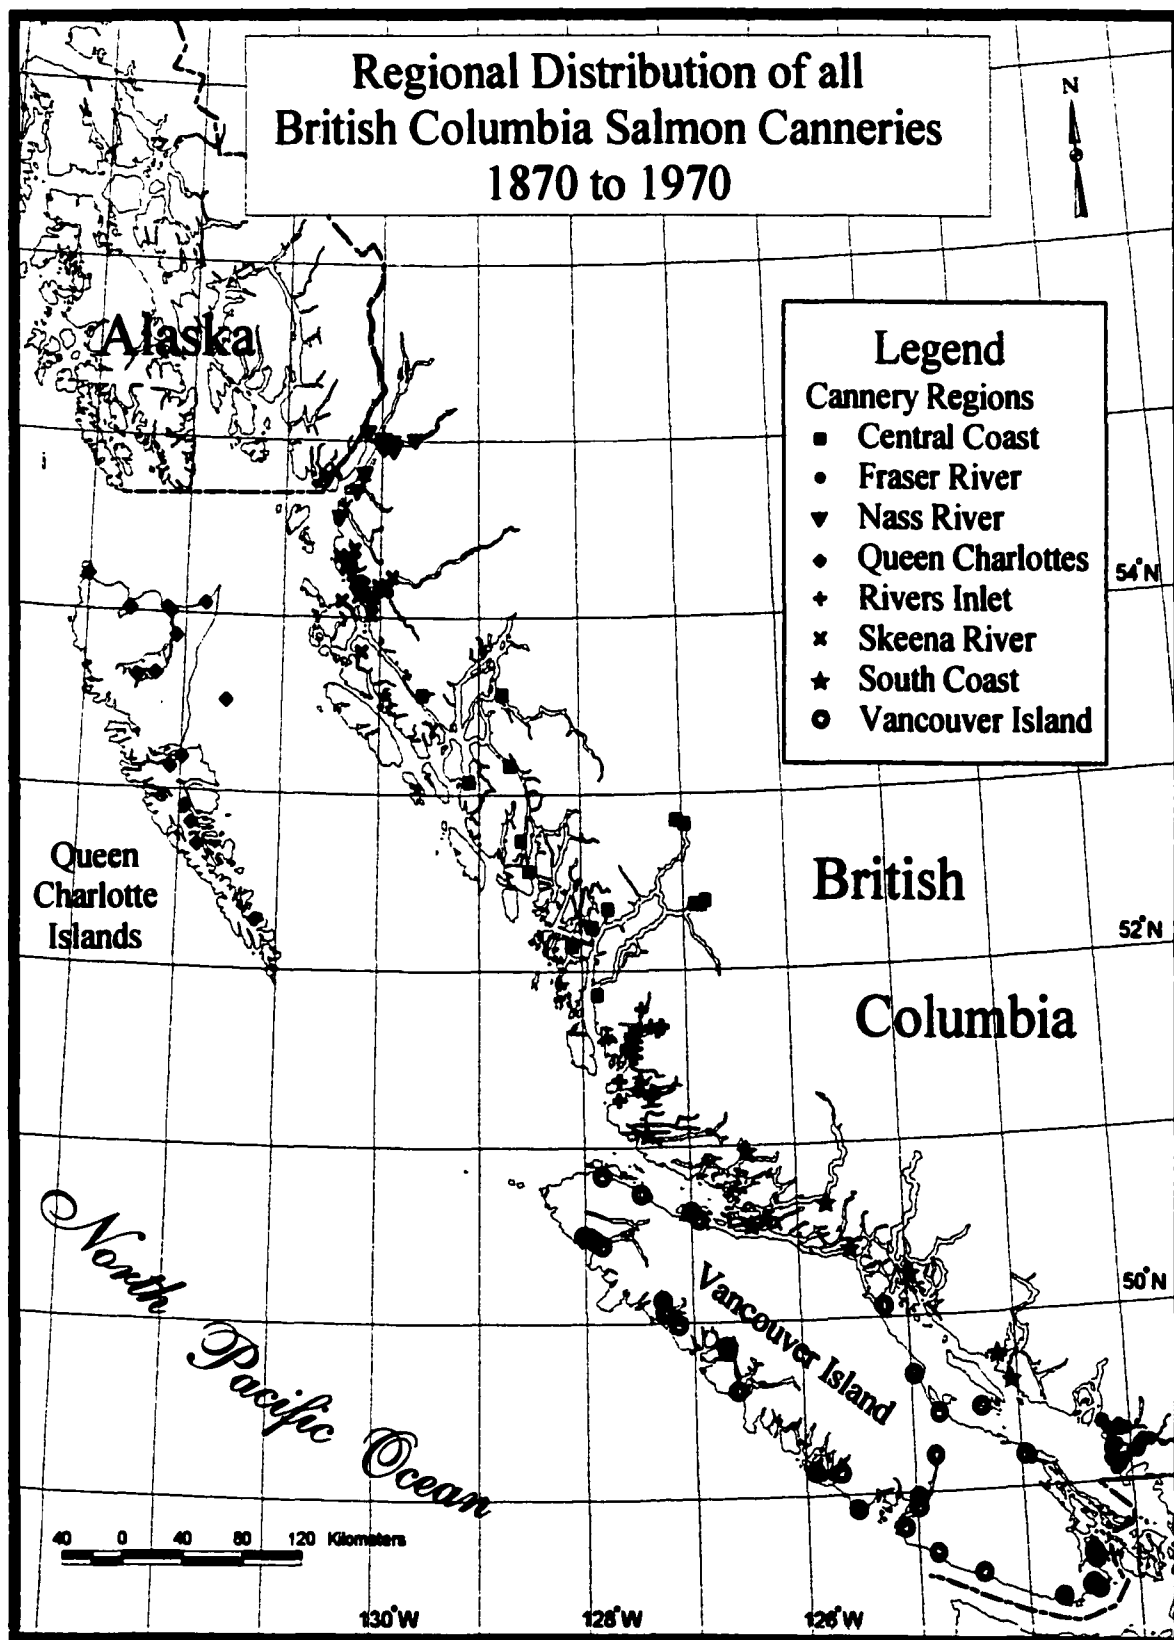 Regional Distribution of all
British Columbia Salmon Canneries
1870 to 1970
N
Alaska
Legend
Cannery Regions
Central Coast
Fraser River
Nass River
Queen Charlottes
Rivers Inlet
Skeena River
South Coast
Vancouver Island
54°N
Queen
Charlotte
Islands
British
52°N
Columbia
North
Pacific
Ocean
Vancouver Island
50°N
40 0 40 80 120 Kilometers
130°W 128°W 126°W